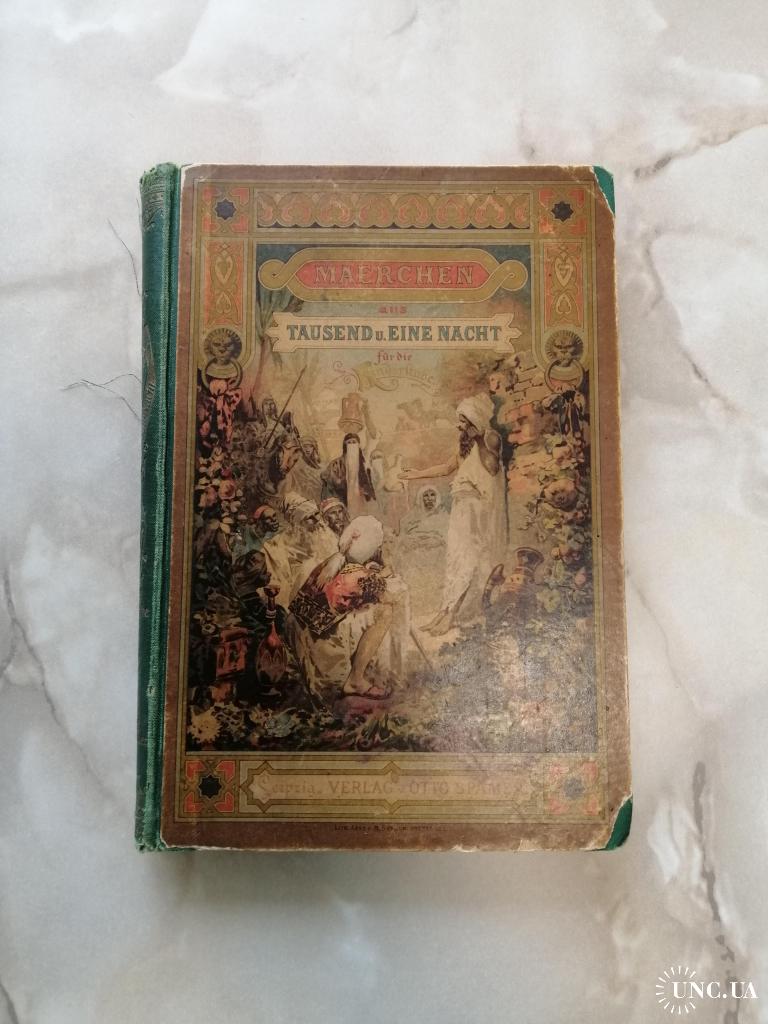 MAERCHEN
aus
TAUSEND u. EINE NACHT
für die
Leipzig. VERLAG v. OTTO SPAMER.
UNC.UA